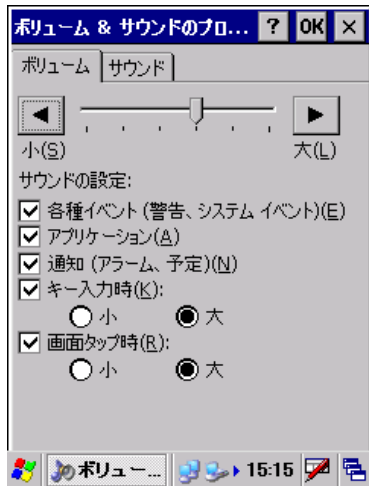 ボリューム & サウンドのプロ... ? OK ×
ボリューム サウンド
小(S) 大(L)
サウンドの設定:
各種イベント (警告、システム イベント)(E)
アプリケーション(A)
通知 (アラーム、予定)(N)
キー入力時(K):
小 大
画面タップ時(R):
小 大
ボリュー... 15:15